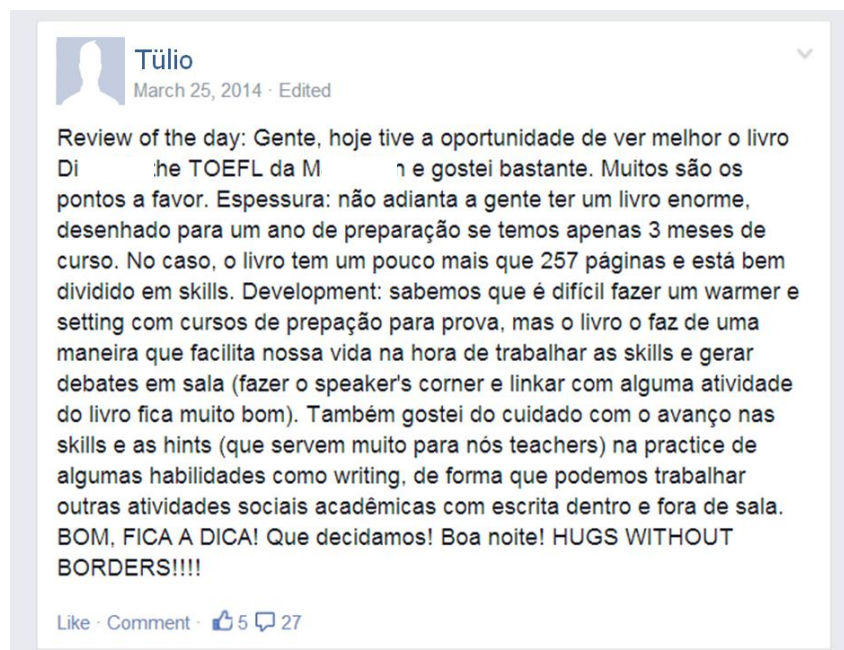 Tülio
March 25, 2014 · Edited
Review of the day: Gente, hoje tive a oportunidade de ver melhor o livro
Di the TOEFL da M n e gostei bastante. Muitos são os
pontos a favor. Espessura: não adianta a gente ter um livro enorme,
desenhado para um ano de preparação se temos apenas 3 meses de
curso. No caso, o livro tem um pouco mais que 257 páginas e está bem
dividido em skills. Development: sabemos que é difícil fazer um warmer e
setting com cursos de prepação para prova, mas o livro o faz de uma
maneira que facilita nossa vida na hora de trabalhar as skills e gerar
debates em sala (fazer o speaker's corner e linkar com alguma atividade
do livro fica muito bom). Também gostei do cuidado com o avanço nas
skills e as hints (que servem muito para nós teachers) na practice de
algumas habilidades como writing, de forma que podemos trabalhar
outras atividades sociais acadêmicas com escrita dentro e fora de sala.
BOM, FICA A DICA! Que decidamos! Boa noite! HUGS WITHOUT
BORDERS!!!!
Like · Comment · 5 27